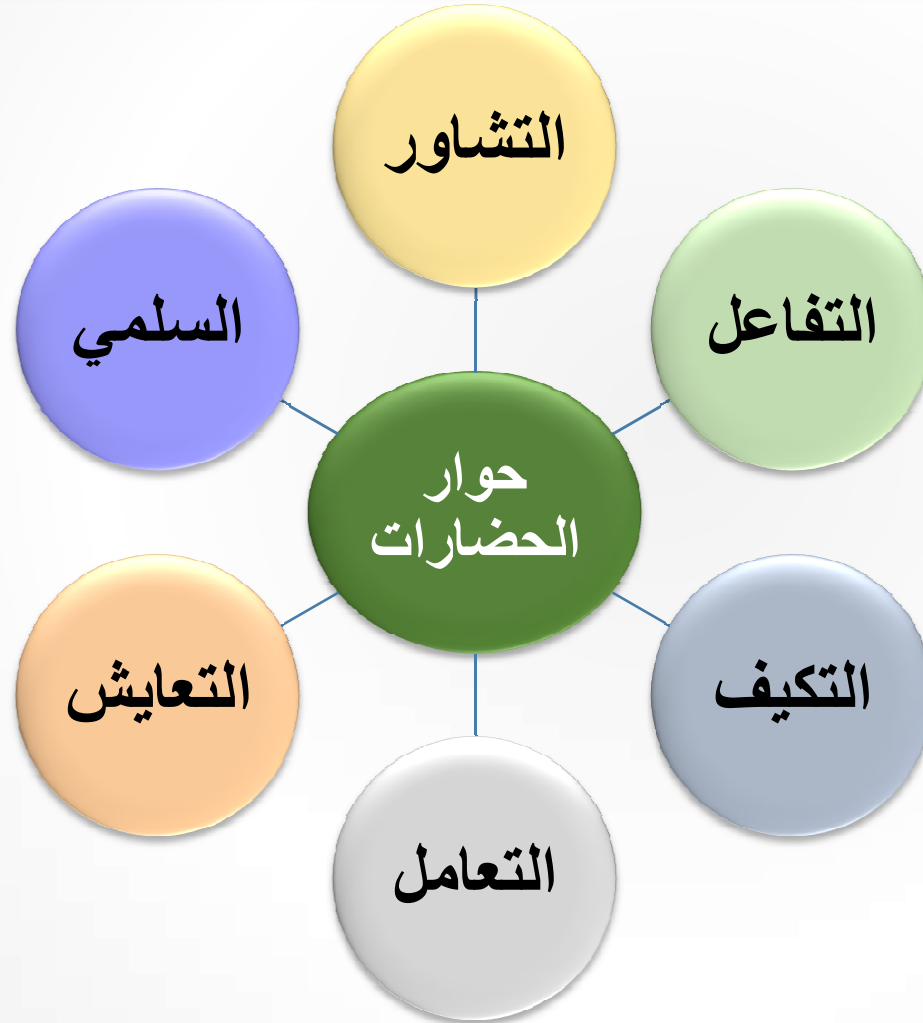 التشاور
التفاعل
السلمي
حوار
الحضارات
التكيف
التعايش
التعامل